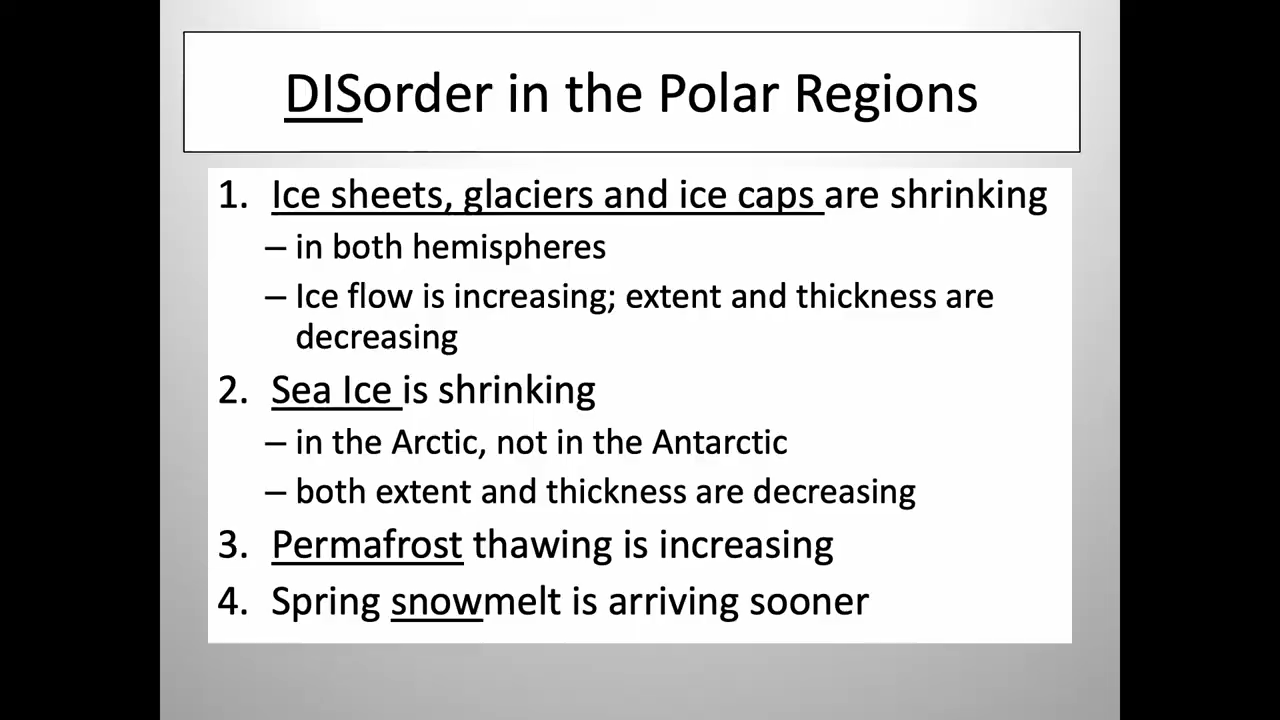 DISorder in the Polar Regions
1. Ice sheets, glaciers and ice caps are shrinking
– in both hemispheres
– Ice flow is increasing; extent and thickness are
decreasing
2. Sea Ice is shrinking
– in the Arctic, not in the Antarctic
– both extent and thickness are decreasing
3. Permafrost thawing is increasing
4. Spring snowmelt is arriving sooner